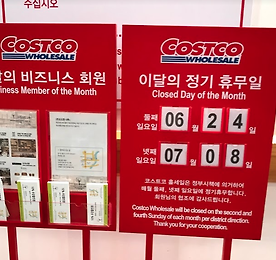 수십시오
COSTCO
WHOLESALE
의 비즈니스 회원
iness Member of the Month
COSTCO
WHOLESALE
이달의 정기 휴무일
Closed Day of the Month
둘째
일요일
06 월 24 일
넷째
일요일
07 월 08 일
코스트코 홀세일은 정부시책에 의거하여
매월 둘째, 넷째 일요일은 정기휴무합니다.
회원님의 협조에 감사드립니다.
Costco Wholesale will be closed on the second and
fourth Sunday of each month per district direction.
Thank you for your cooperation.